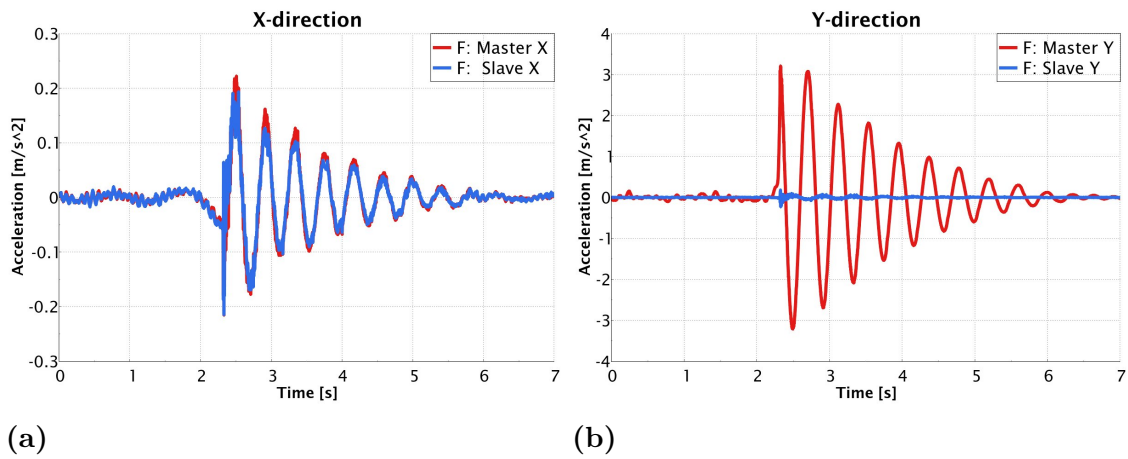 X-direction
0.3
0.2
0.1
0
-0.1
-0.2
-0.3
Acceleration [m/s^2]
F: Master X
F: Slave X
0 1 2 3 4 5 6 7
Time [s]
(a)
Y-direction
4
3
2
1
0
-1
-2
-3
-4
Acceleration [m/s^2]
F: Master Y
F: Slave Y
0 1 2 3 4 5 6 7
Time [s]
(b)